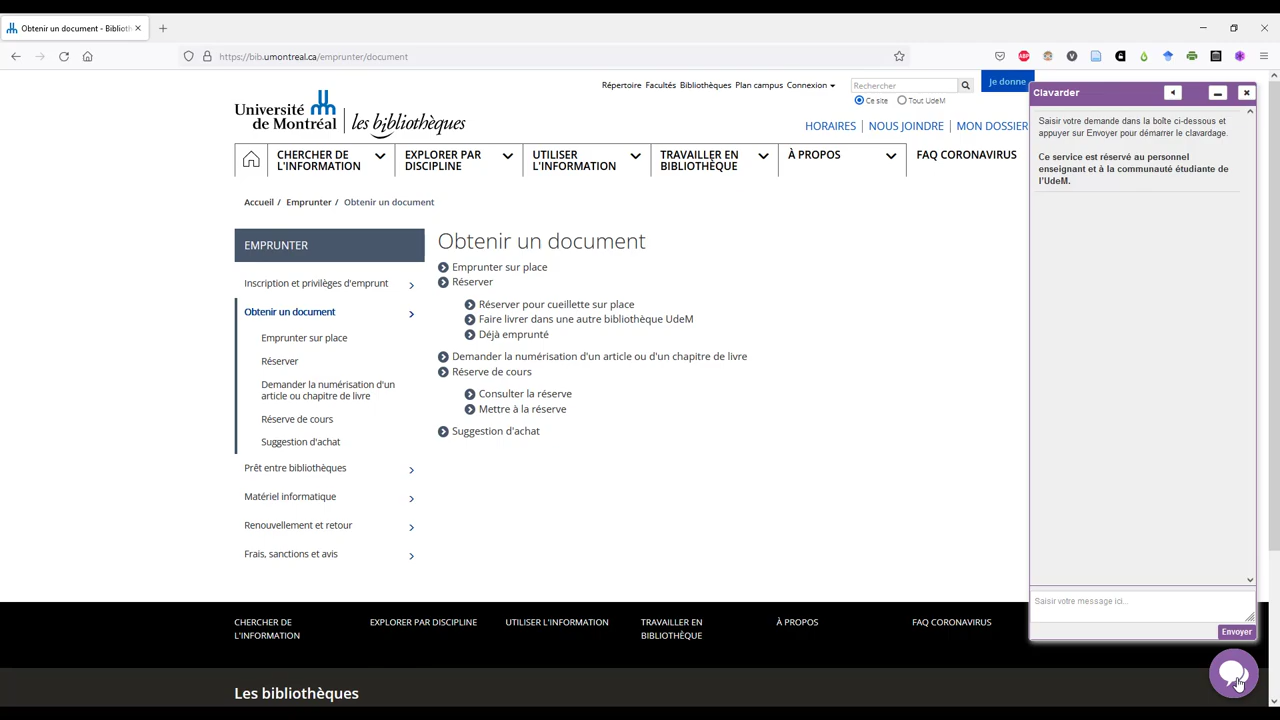 Obtenir un document - Biblioth
https://bib.umontreal.ca/emprunter/document
Répertoire Facultés Bibliothèques Plan campus Connexion
Rechercher
Je donne
Ce site Tout UdeM
Université
de Montréal
les bibliothèques
HORAIRES NOUS JOINDRE MON DOSSIER
CHERCHER DE
L'INFORMATION
EXPLORER PAR
DISCIPLINE
UTILISER
L'INFORMATION
TRAVAILLER EN
BIBLIOTHÈQUE
À PROPOS
FAQ CORONAVIRUS
Accueil / Emprunter / Obtenir un document
EMPRUNTER
Inscription et privilèges d'emprunt
Obtenir un document
Emprunter sur place
Réserver
Demander la numérisation d'un
article ou chapitre de livre
Réserve de cours
Suggestion d'achat
Prêt entre bibliothèques
Matériel informatique
Renouvellement et retour
Frais, sanctions et avis
Obtenir un document
Emprunter sur place
Réserver
Réserver pour cueillette sur place
Faire livrer dans une autre bibliothèque UdeM
Déjà emprunté
Demander la numérisation d'un article ou d'un chapitre de livre
Réserve de cours
Consulter la réserve
Mettre à la réserve
Suggestion d'achat
Clavarder
Saisir votre demande dans la boîte ci-dessous et
appuyer sur Envoyer pour démarrer le clavardage.
Ce service est réservé au personnel
enseignant et à la communauté étudiante de
l'UdeM.
Saisir votre message ici...
Envoyer
CHERCHER DE
L'INFORMATION
EXPLORER PAR DISCIPLINE
UTILISER L'INFORMATION
TRAVAILLER EN
BIBLIOTHÈQUE
À PROPOS
FAQ CORONAVIRUS
Les bibliothèques